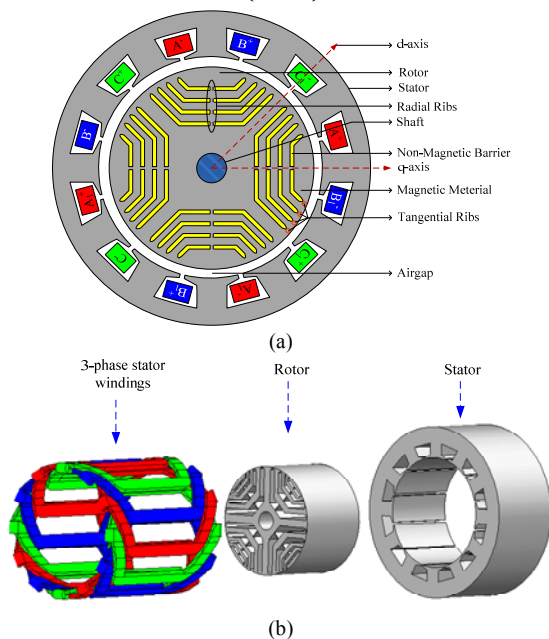 d-axis
Rotor
Stator
Radial Ribs
Shaft
Non-Magnetic Barrier
q-axis
Magnetic Meterial
Tangential Ribs
Airgap
A-
B+
B-
C-
B1+
(a)
3-phase stator
windings
Rotor
Stator
(b)